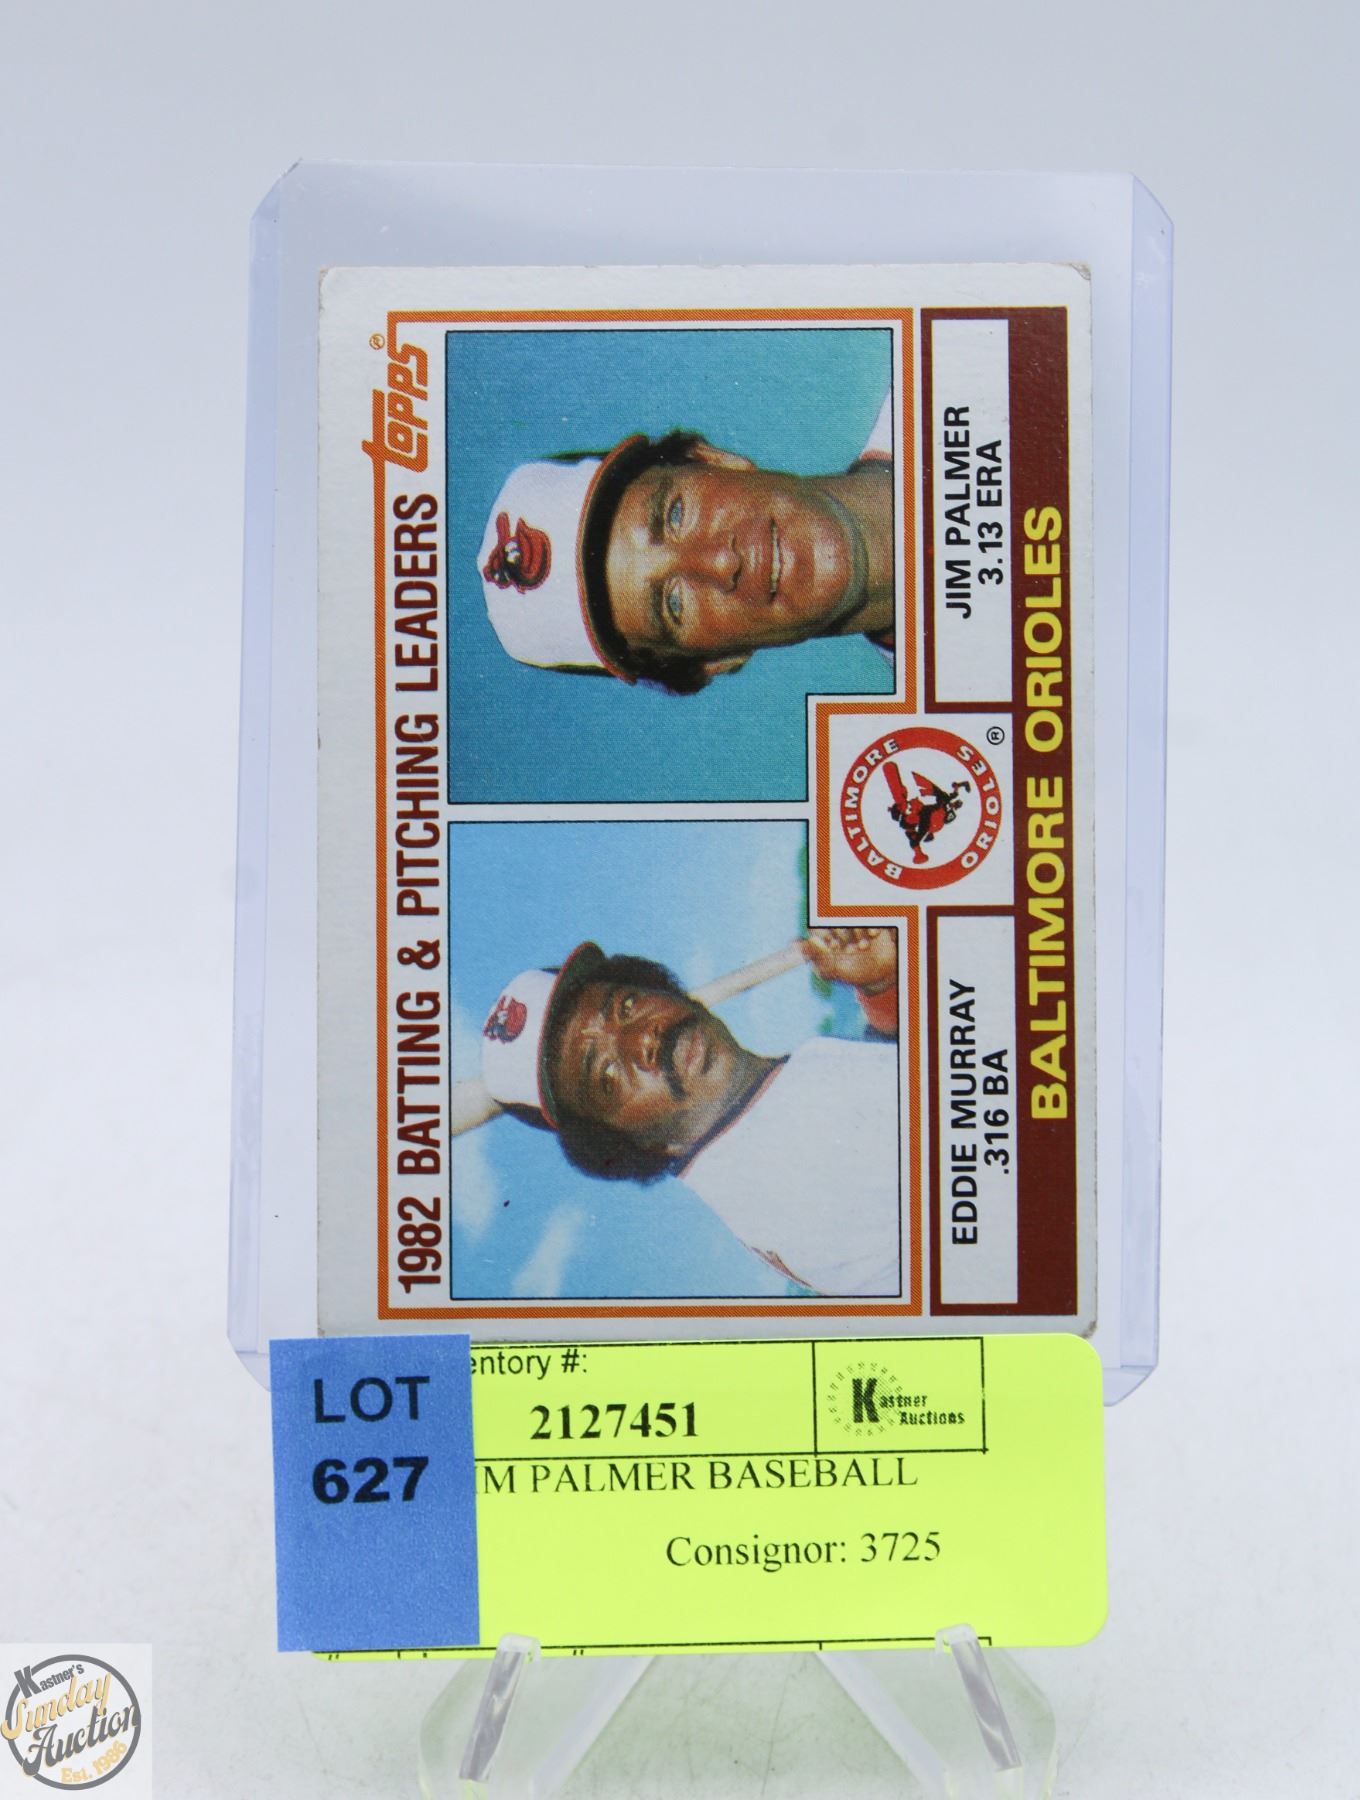 1982 BATTING & PITCHING LEADERS
Topps®
EDDIE MURRAY
.316 BA
BALTIMORE
ORIOLES
®
JIM PALMER
3.13 ERA
BALTIMORE ORIOLES
LOT
627
entory #:
2127451
Kastner
Auctions
IM PALMER BASEBALL
Consignor: 3725
Kastner's
Sunday
Auction
Est. 1986